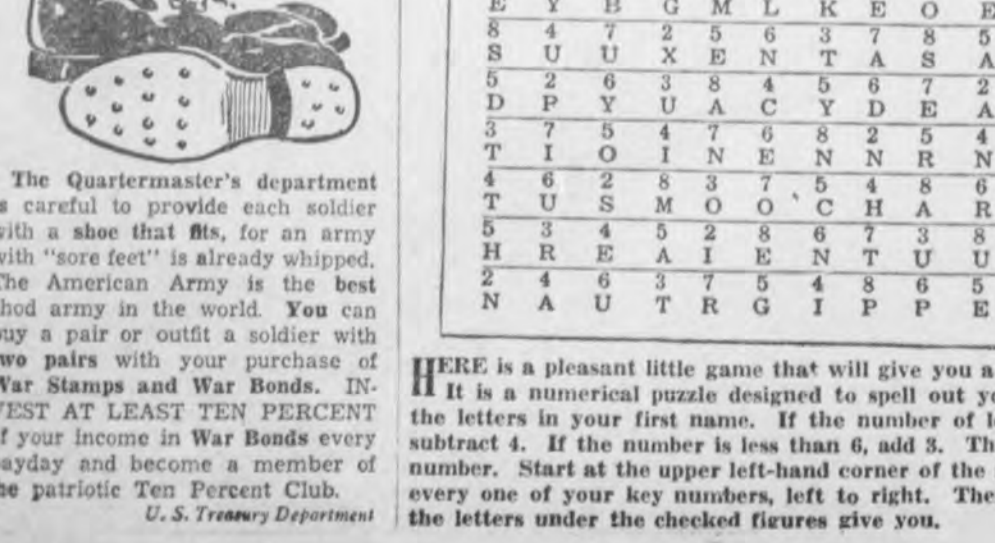 The Quartermaster's department
careful to provide each soldier
with a shoe that fits, for an army
with "sore feet" is already whipped.
The American Army is the best
shod army in the world. You can
buy a pair or outfit a soldier with
two pairs with your purchase of
War Stamps and War Bonds. IN-
VEST AT LEAST TEN PERCENT
of your income in War Bonds every
payday and become a member of
the patriotic Ten Percent Club.
U. S. Treasury Department
E Y B G M L K E O E
8 4 7 2 5 6 3 7 8 5
S U U X E N T A S A
5 2 6 3 8 4 5 6 7 2
D P Y U A C Y D E A
3 7 5 4 7 6 8 2 5 4
T I O I N E N N R N
4 6 2 8 3 7 5 4 8 6
T U S M O O C H A R
5 3 4 5 2 8 6 7 3 8
H R E A I E N T U U
2 4 6 3 7 5 4 8 6 5
N A U T R G I P P E
HERE is a pleasant little game that will give you a
It is a numerical puzzle designed to spell out yo
the letters in your first name. If the number of le
subtract 4. If the number is less than 6, add 3. Th
number. Start at the upper left-hand corner of the
every one of your key numbers, left to right. The
the letters under the checked figures give you.